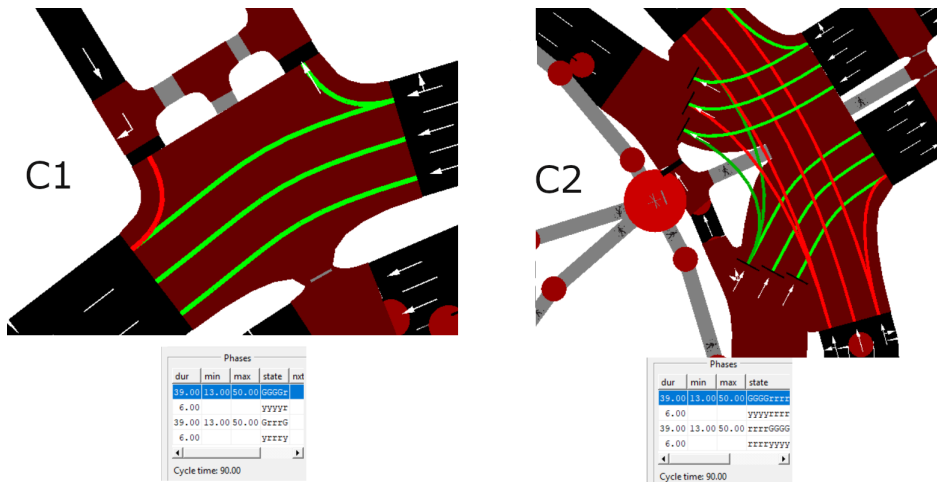 C1
C2
Phases
dur min max state nxt
39.00 13.00 50.00 GGGGr
6.00 yyyyr
39.00 13.00 50.00 GrrrG
6.00 yrrry
Cycle time: 90.00
Phases
dur min max state
39.00 13.00 50.00 GGGGrrrr
6.00 yyyyrrrr
39.00 13.00 50.00 rrrrGGGG
6.00 rrrryyyy
Cycle time: 90.00